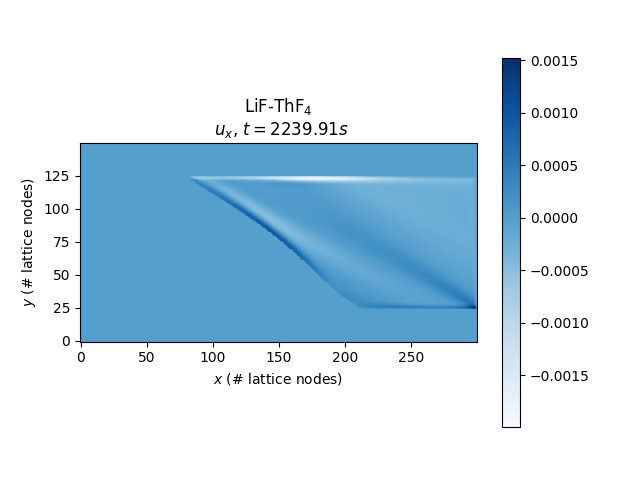 LiF-ThF₄
uₓ, t = 2239.91s
y (# lattice nodes)
125
100
75
50
25
0
0 50 100 150 200 250
x (# lattice nodes)
0.0015
0.0010
0.0005
0.0000
−0.0005
−0.0010
−0.0015